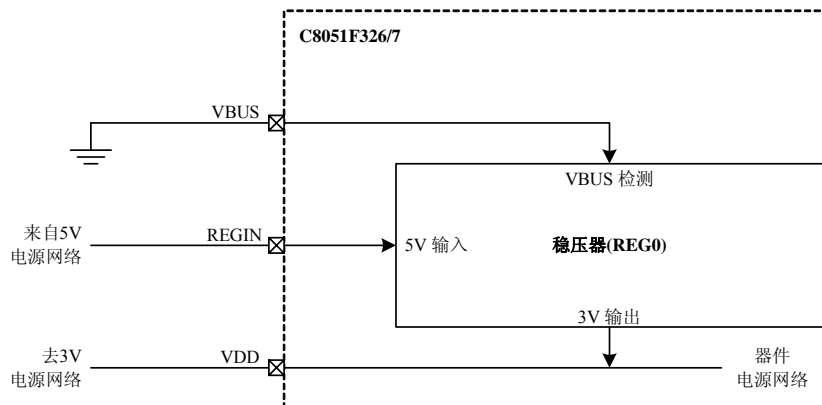 C8051F326/7
VBUS
VBUS 检测
来自5V
电源网络
REGIN
5V 输入
稳压器(REG0)
3V 输出
去3V
电源网络
VDD
器件
电源网络